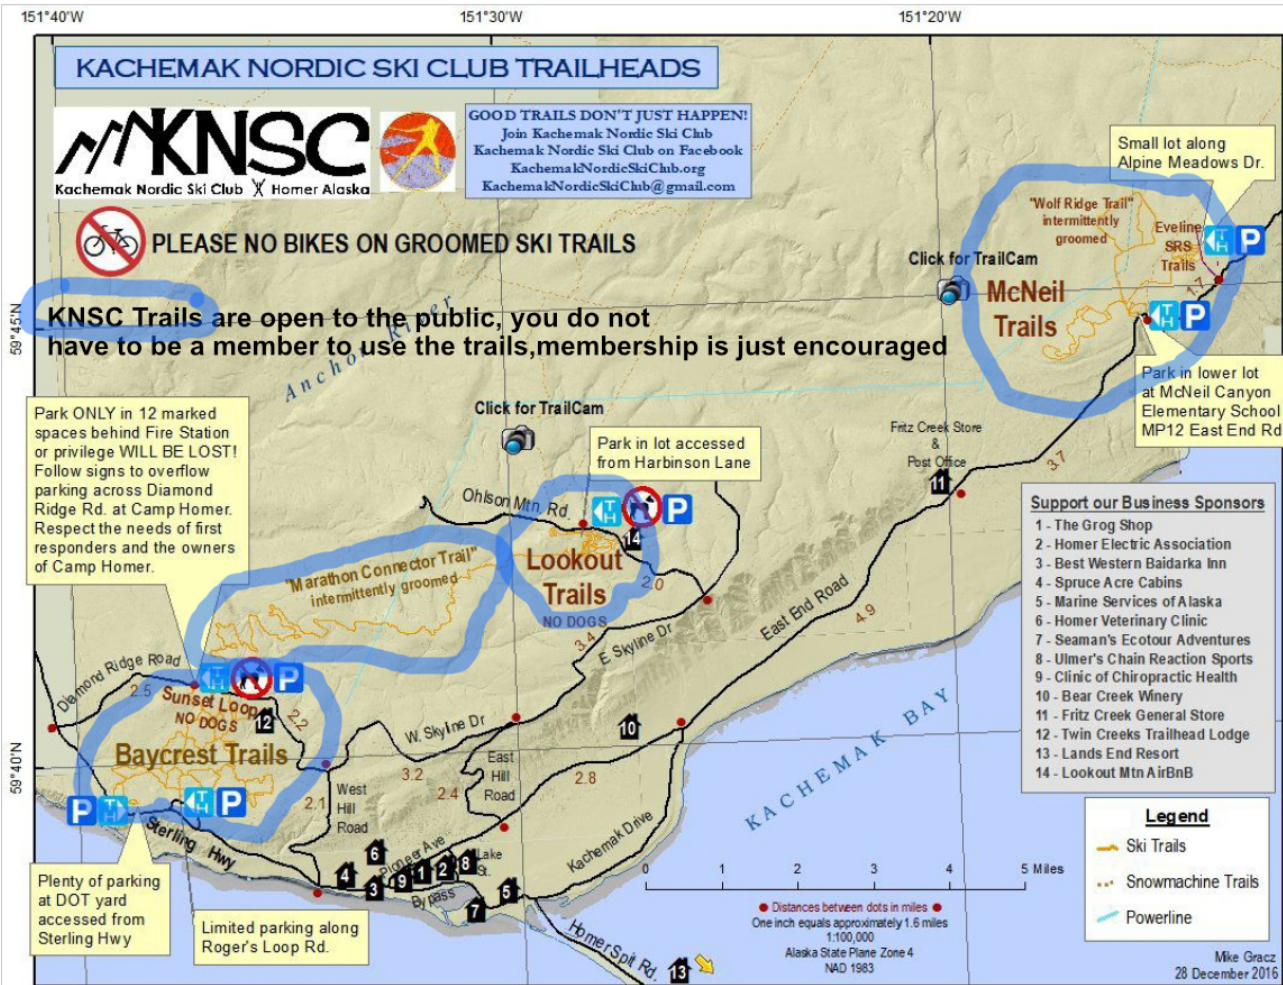 151°40'W
151°30'W
151°20'W
KACHEMAK NORDIC SKI CLUB TRAILHEADS
KNSC
Kachemak Nordic Ski Club Homer Alaska
GOOD TRAILS DON'T JUST HAPPEN!
Join Kachemak Nordic Ski Club
Kachemak Nordic Ski Club on Facebook
KachemakNordicSkiClub.org
KachemakNordicSkiClub@gmail.com
PLEASE NO BIKES ON GROOMED SKI TRAILS
Small lot along
Alpine Meadows Dr.
"Wolf Ridge Trail"
intermittently
groomed
Eveline
SRS
Trails
TH
P
1.7
Click for TrailCam
McNeil
Trails
TH
P
59°45'N
KNSC Trails are open to the public, you do not
have to be a member to use the trails,membership is just encouraged
Anchor River
Park in lower lot
at McNeil Canyon
Elementary School
MP12 East End Rd
Park ONLY in 12 marked
spaces behind Fire Station
or privilege WILL BE LOST!
Follow signs to overflow
parking across Diamond
Ridge Rd. at Camp Homer.
Respect the needs of first
responders and the owners
of Camp Homer.
Click for TrailCam
Park in lot accessed
from Harbinson Lane
Fritz Creek Store
&
Post Office
11
3.7
Ohlson Mtn. Rd.
TH
P
14
Lookout
Trails
NO DOGS
2.0
"Marathon Connector Trail"
intermittently groomed
3.4
E Skyline Dr
East End Road
4.9
Support our Business Sponsors
1 - The Grog Shop
2 - Homer Electric Association
3 - Best Western Baidarka Inn
4 - Spruce Acre Cabins
5 - Marine Services of Alaska
6 - Homer Veterinary Clinic
7 - Seaman's Ecotour Adventures
8 - Ulmer's Chain Reaction Sports
9 - Clinic of Chiropractic Health
10 - Bear Creek Winery
11 - Fritz Creek General Store
12 - Twin Creeks Trailhead Lodge
13 - Lands End Resort
14 - Lookout Mtn AirBnB
Diamond Ridge Road
2.5
TH
P
Sunset Loop
NO DOGS
12
2.2
Baycrest Trails
W. Skyline Dr
10
KACHEMAK BAY
59°40'N
3.2
East
Hill
Road
2.4
2.8
2.1
West
Hill
Road
P
TH
TH
P
Sterling Hwy
Kachemak Drive
6
4
3
9
1
2
8
Pioneer Ave
Lake
St.
Bypass
7
5
Plenty of parking
at DOT yard
accessed from
Sterling Hwy
Limited parking along
Roger's Loop Rd.
Homer Spit Rd.
13
0 1 2 3 4 5 Miles
Distances between dots in miles
One inch equals approximately 1.6 miles
1:100,000
Alaska State Plane Zone 4
NAD 1983
Legend
Ski Trails
Snowmachine Trails
Powerline
Mike Gracz
28 December 2016